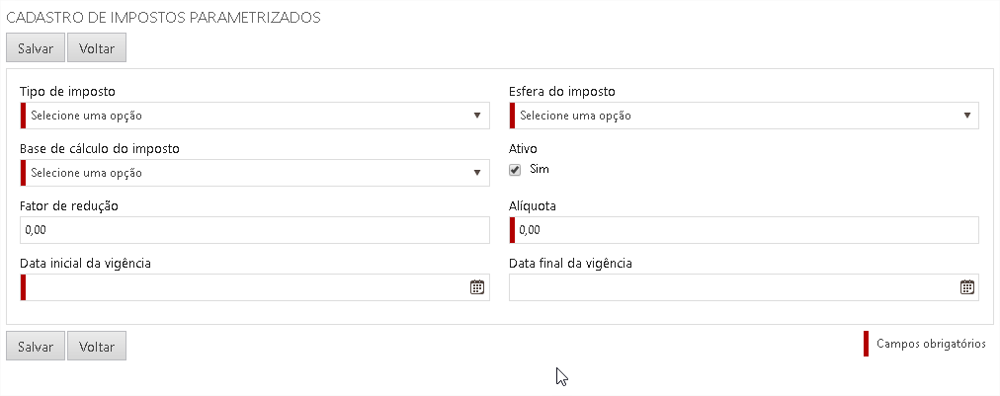 CADASTRO DE IMPOSTOS PARAMETRIZADOS
Salvar Voltar
Tipo de imposto Esfera do imposto
Selecione uma opção Selecione uma opção
Base de cálculo do imposto Ativo
Selecione uma opção Sim
Fator de redução Alíquota
0,00 0,00
Data inicial da vigência Data final da vigência
Salvar Voltar Campos obrigatórios